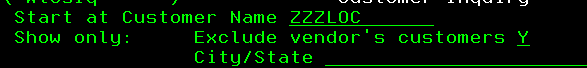 Start at Customer Name ZZZLOC
Show only: Exclude vendor's customers Y
City/State